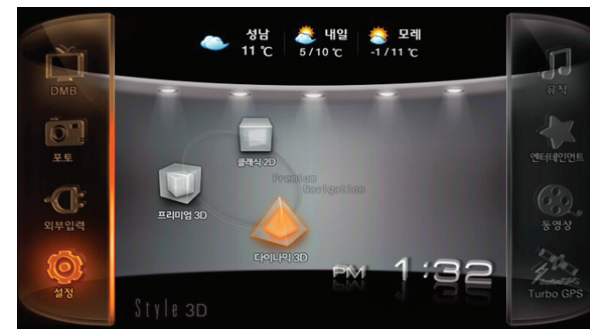 성남 내일 모레
11 ℃ 5 / 10 ℃ -1 / 11 ℃
DMB
포토
외부입력
설정
클래식 2D
Premium
Navigation
프리미엄 3D
다이나믹 3D
PM 1:32
Style 3D
뮤직
엔터테인먼트
동영상
Turbo GPS